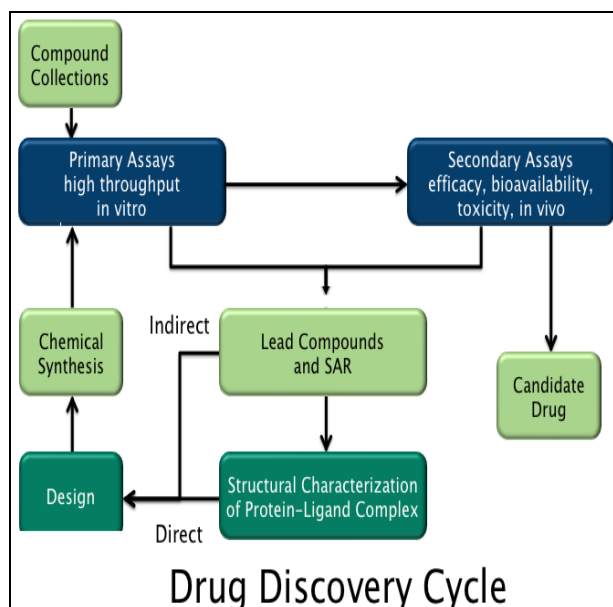 Compound
Collections
Primary Assays
high throughput
in vitro
Secondary Assays
efficacy, bioavailability,
toxicity, in vivo
Indirect
Chemical
Synthesis
Lead Compounds
and SAR
Candidate
Drug
Design
Structural Characterization
of Protein-Ligand Complex
Direct
Drug Discovery Cycle